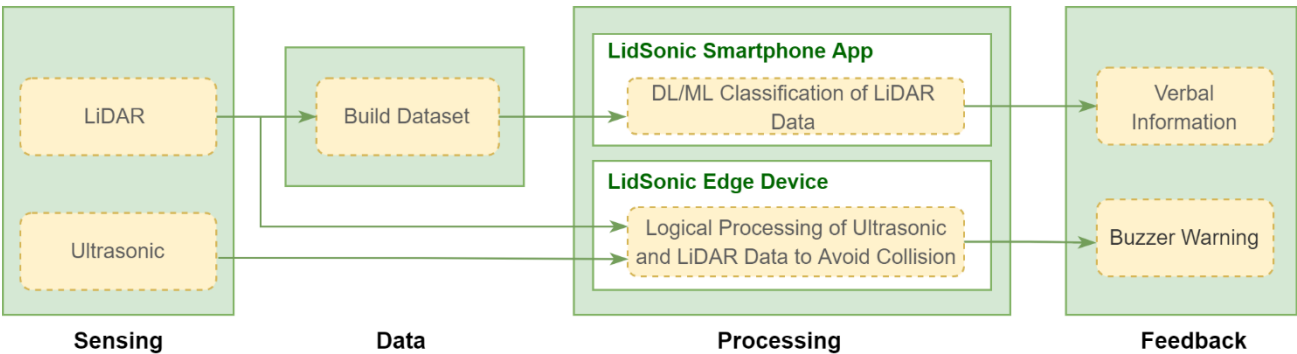 LiDAR
Ultrasonic
Sensing
Build Dataset
Data
LidSonic Smartphone App
DL/ML Classification of LiDAR
Data
LidSonic Edge Device
Logical Processing of Ultrasonic
and LiDAR Data to Avoid Collision
Processing
Verbal
Information
Buzzer Warning
Feedback